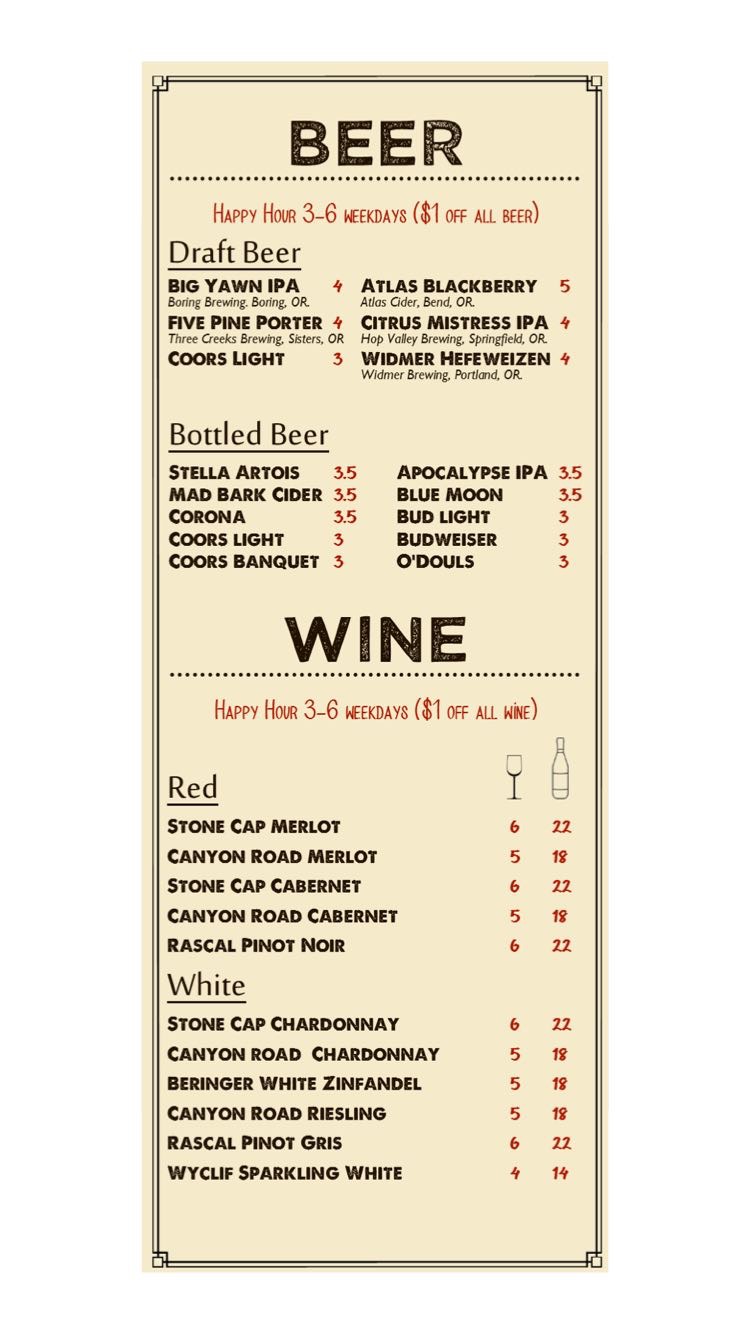 BEER
Happy Hour 3-6 weekdays ($1 off all beer)
Draft Beer
Big Yawn IPA 4 Atlas Blackberry 5
Boring Brewing. Boring, OR. Atlas Cider, Bend, OR.
Five Pine Porter 4 Citrus Mistress IPA 4
Three Creeks Brewing, Sisters, OR Hop Valley Brewing, Springfield, OR.
Coors Light 3 Widmer Hefeweizen 4
Widmer Brewing, Portland, OR.
Bottled Beer
Stella Artois 3.5 Apocalypse IPA 3.5
Mad Bark Cider 3.5 Blue Moon 3.5
Corona 3.5 Bud light 3
Coors light 3 Budweiser 3
Coors Banquet 3 O'Douls 3
WINE
Happy Hour 3-6 weekdays ($1 off all wine)
Red
Stone Cap Merlot 6 22
Canyon Road Merlot 5 18
Stone Cap Cabernet 6 22
Canyon Road Cabernet 5 18
Rascal Pinot Noir 6 22
White
Stone Cap Chardonnay 6 22
Canyon road Chardonnay 5 18
Beringer White Zinfandel 5 18
Canyon Road Riesling 5 18
Rascal Pinot Gris 6 22
Wyclif Sparkling White 4 14